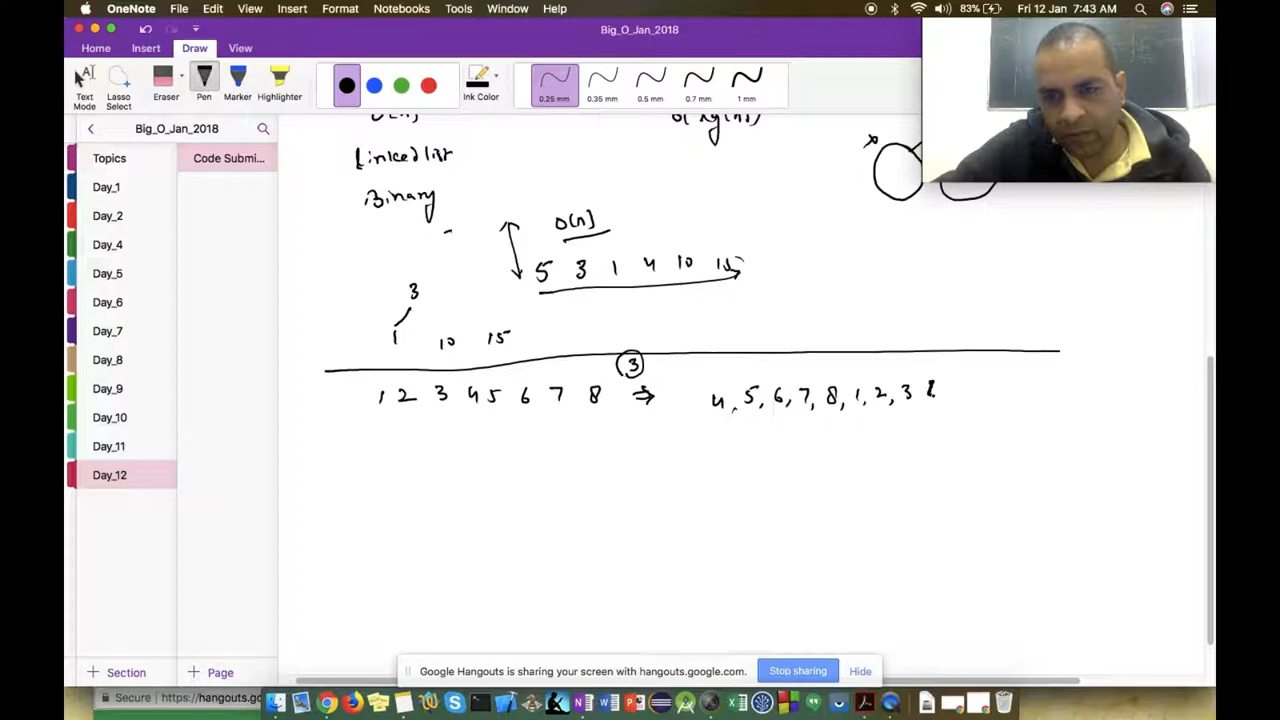 OneNote File Edit View Insert Format Notebooks Tools Window Help 83% Fri 12 Jan 7:43 AM
Big_O_Jan_2018
Home Insert Draw View
Text Mode
Lasso Select
Eraser
Pen
Marker
Highlighter
Ink Color
0.25 mm 0.35 mm 0.5 mm 0.7 mm 1 mm
Big_O_Jan_2018
Topics
Day_1
Day_2
Day_4
Day_5
Day_6
Day_7
Day_8
Day_9
Day_10
Day_11
Day_12
Code Submi...
Linked list
Binary
O(n)
5 3 1 4 10 15
3
1 10 15
3
1 2 3 4 5 6 7 8 ⇒ 4, 5, 6, 7, 8, 1, 2, 3
+ Section
+ Page
Google Hangouts is sharing your screen with hangouts.google.com. Stop sharing Hide
Secure https://hangouts.go